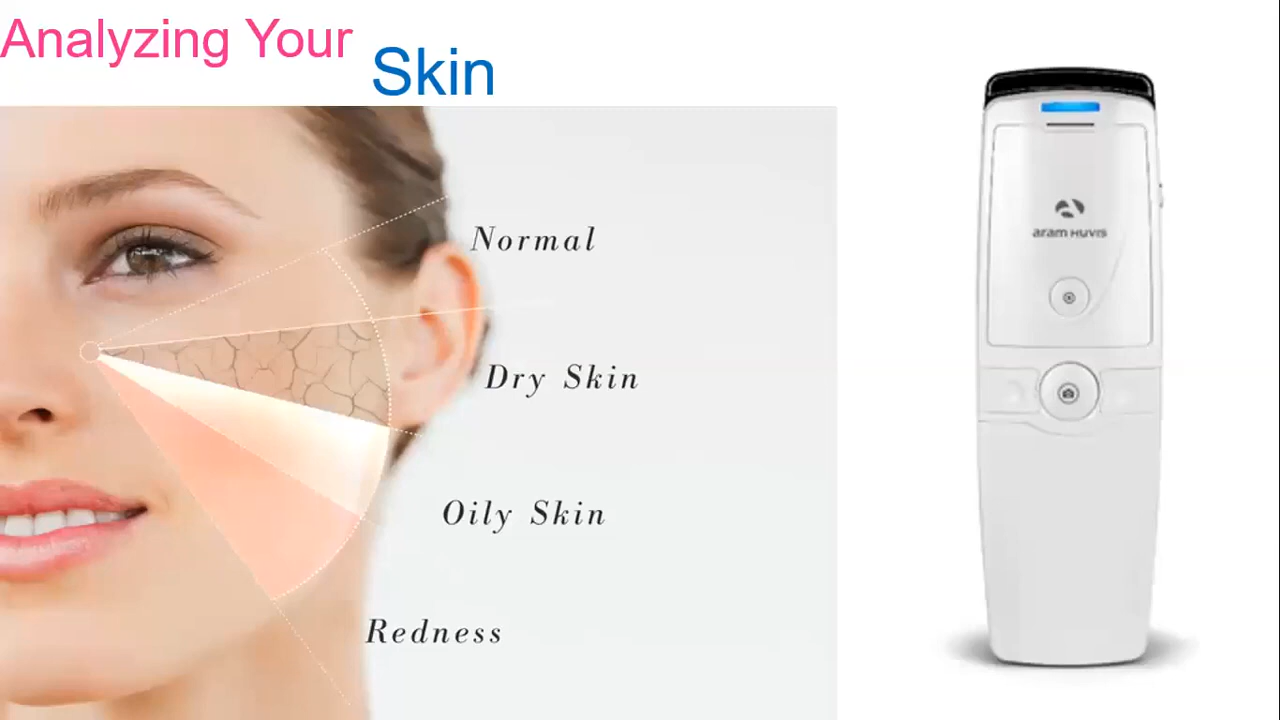 Analyzing Your
Skin
Normal
Dry Skin
Oily Skin
Redness
aram HUVIS